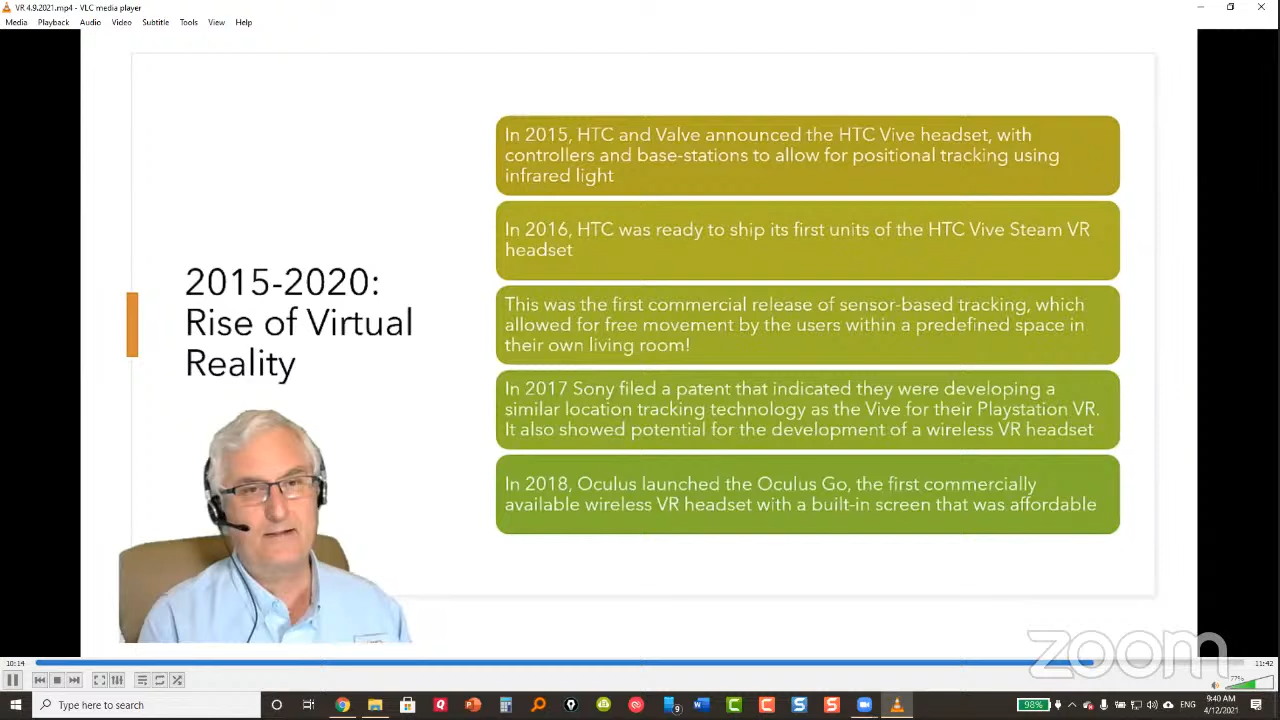 VR 4.9.2021.mp4 - VLC media player
Media Playback Audio Video Subtitle Tools View Help
2015-2020:
Rise of Virtual
Reality
In 2015, HTC and Valve announced the HTC Vive headset, with
controllers and base-stations to allow for positional tracking using
infrared light
In 2016, HTC was ready to ship its first units of the HTC Vive Steam VR
headset
This was the first commercial release of sensor-based tracking, which
allowed for free movement by the users within a predefined space in
their own living room!
In 2017 Sony filed a patent that indicated they were developing a
similar location tracking technology as the Vive for their Playstation VR.
It also showed potential for the development of a wireless VR headset
In 2018, Oculus launched the Oculus Go, the first commercially
available wireless VR headset with a built-in screen that was affordable
zoom
10:14
11:42
77%
Type here to search
98%
9:40 AM
4/12/2021